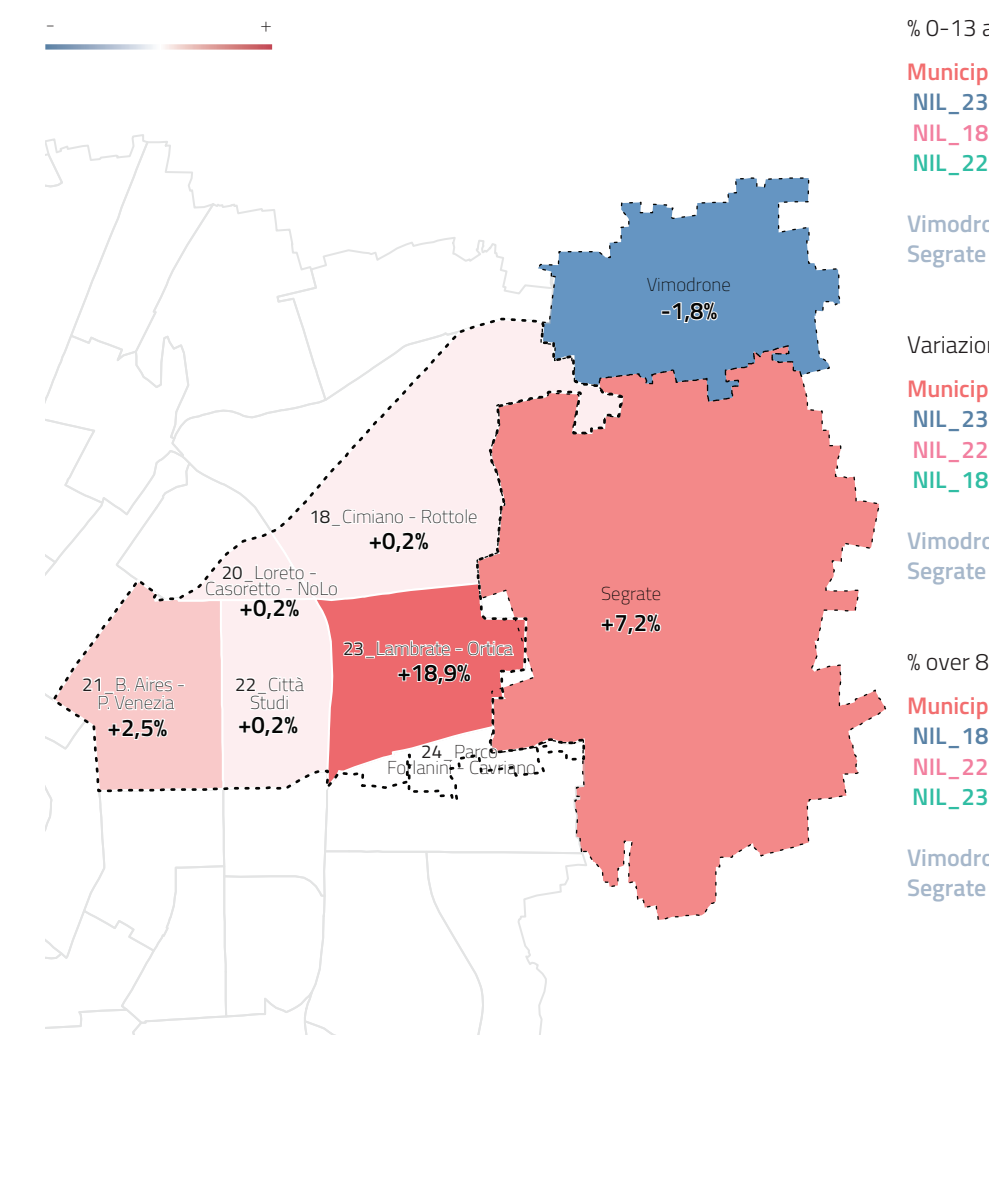 - +
% 0-13 a
Municip
NIL_23
NIL_18
NIL_22
Vimodro
Segrate
Vimodrone
-1,8%
Variazio
Municip
NIL_23
NIL_22
NIL_18
Vimodro
Segrate
18_Cimiano - Rottole
+0,2%
20_Loreto -
Casoretto - NoLo
+0,2%
Segrate
+7,2%
23_Lambrate - Ortica
+18,9%
21_B. Aires -
P. Venezia
+2,5%
22_Città
Studi
+0,2%
24_Parco
Forlanini - Cavriano
% over 8
Municip
NIL_18
NIL_22
NIL_23
Vimodro
Segrate